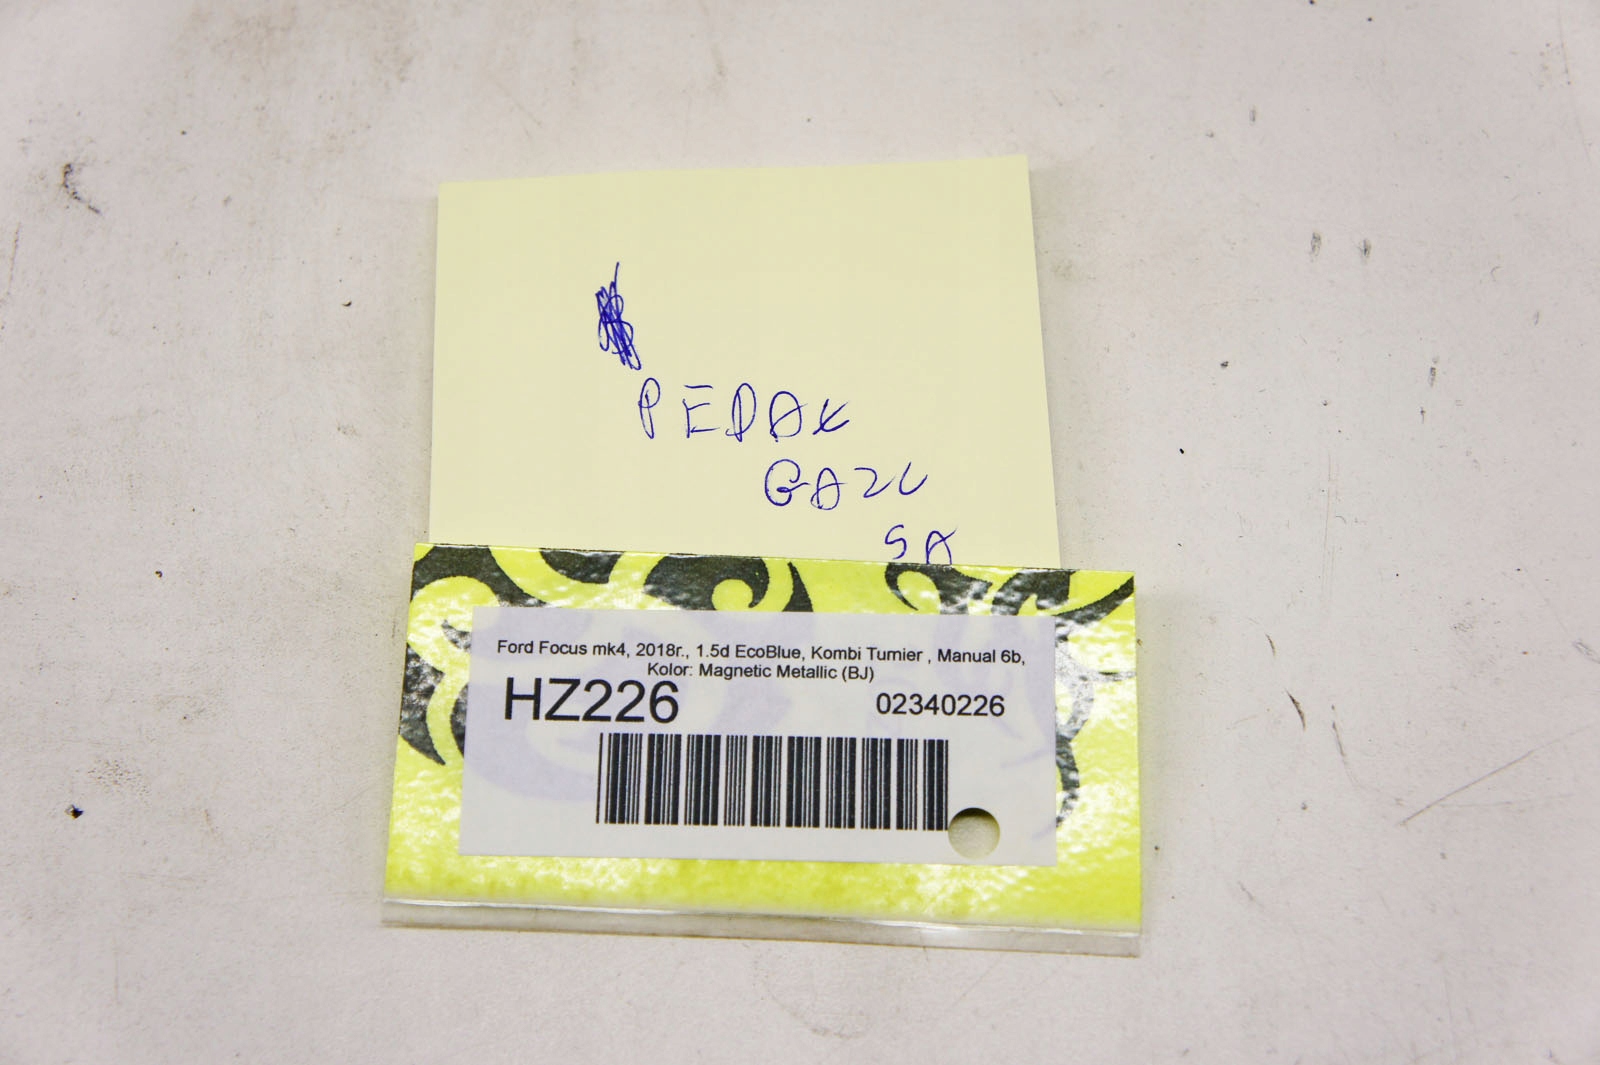 PEDAŁ
GAZU
SA
Ford Focus mk4, 2018r., 1.5d EcoBlue, Kombi Turnier , Manual 6b,
Kolor: Magnetic Metallic (BJ)
HZ226
02340226